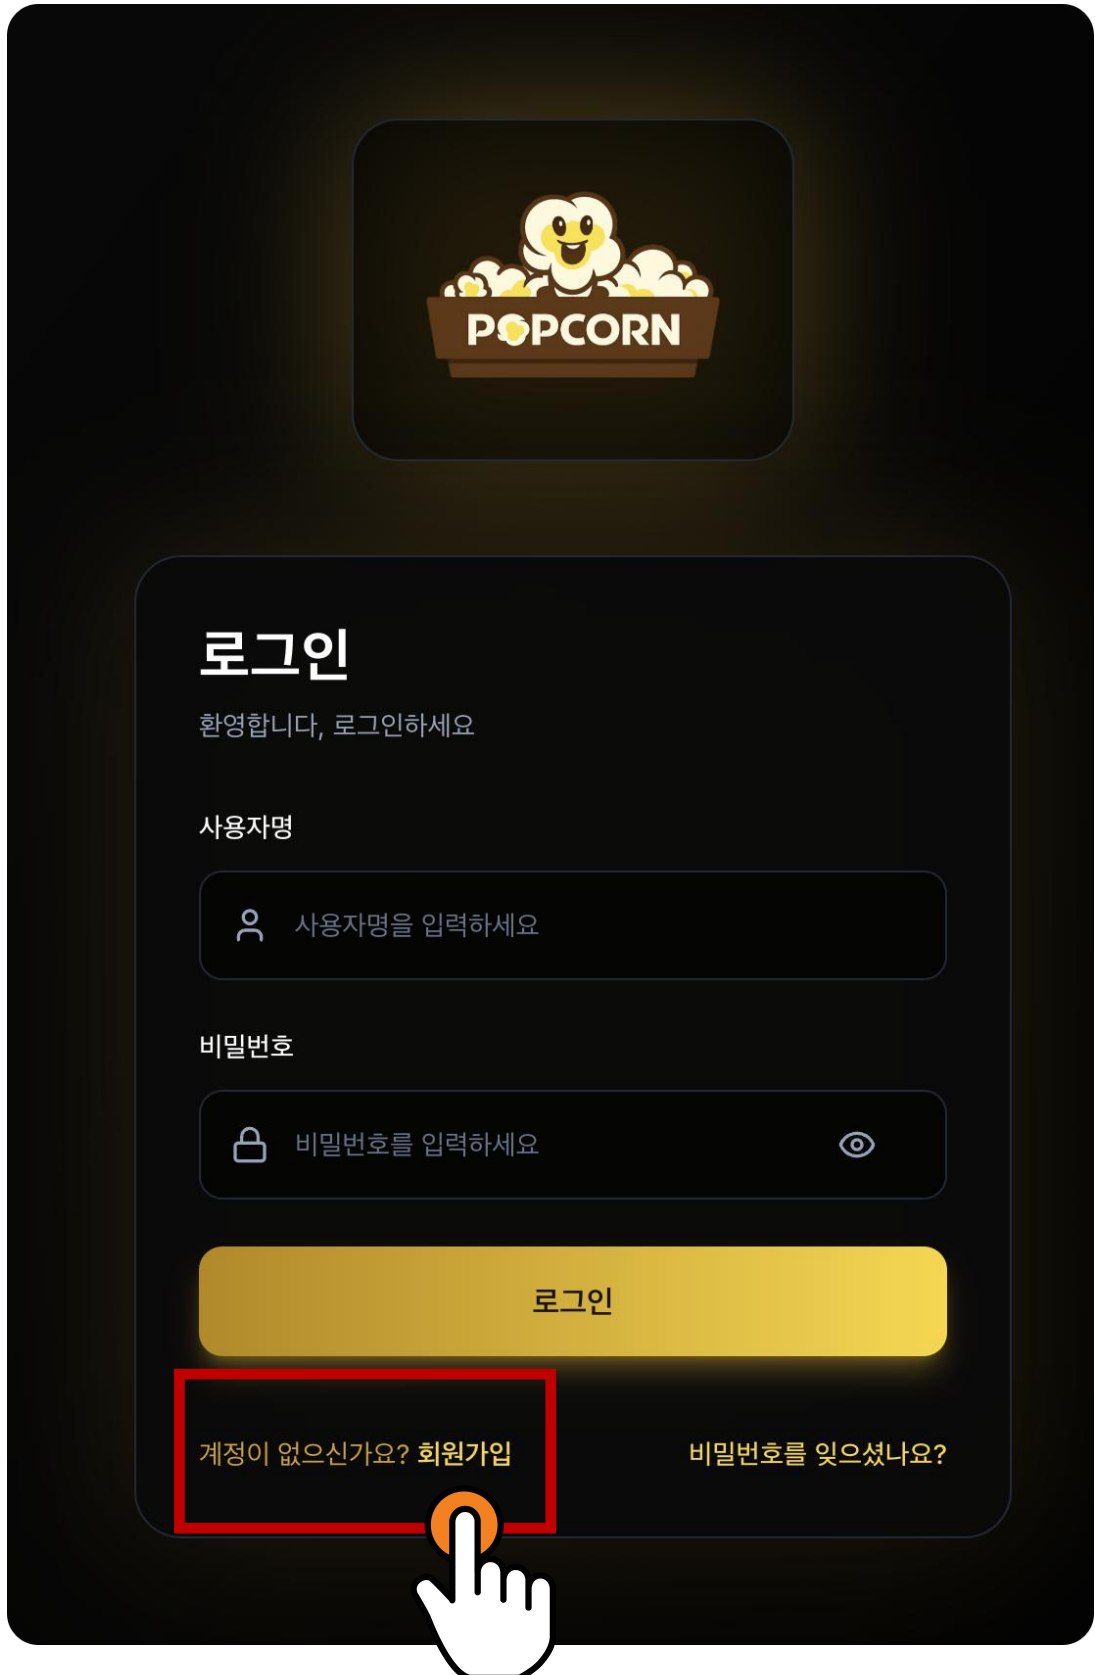 POPCORN
로그인
환영합니다, 로그인하세요
사용자명
사용자명을 입력하세요
비밀번호
비밀번호를 입력하세요
로그인
계정이 없으신가요? 회원가입
비밀번호를 잊으셨나요?